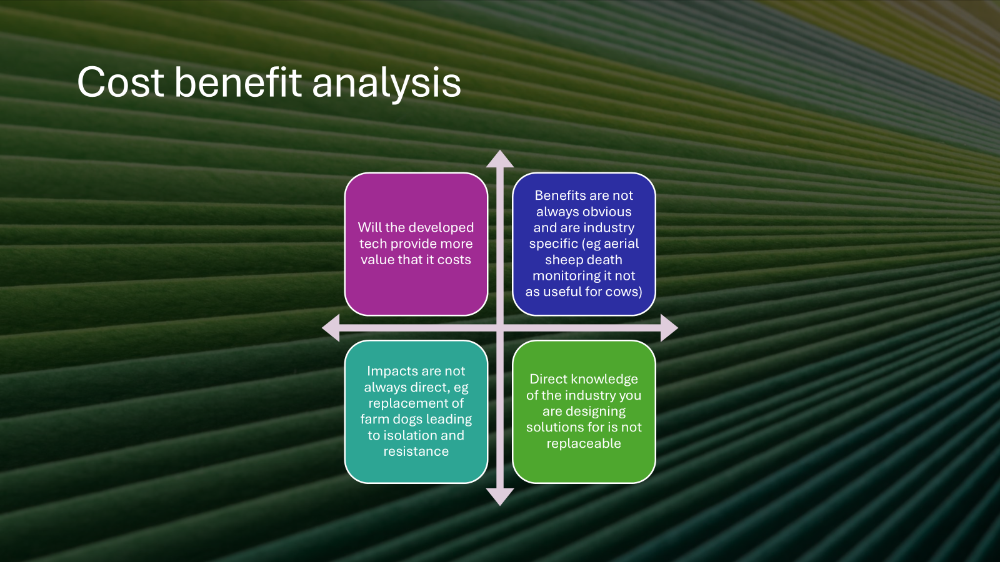 Cost benefit analysis
Will the developed
tech provide more
value that it costs
Benefits are not
always obvious
and are industry
specific (eg aerial
sheep death
monitoring it not
as useful for cows)
Impacts are not
always direct, eg
replacement of
farm dogs leading
to isolation and
resistance
Direct knowledge
of the industry you
are designing
solutions for is not
replaceable